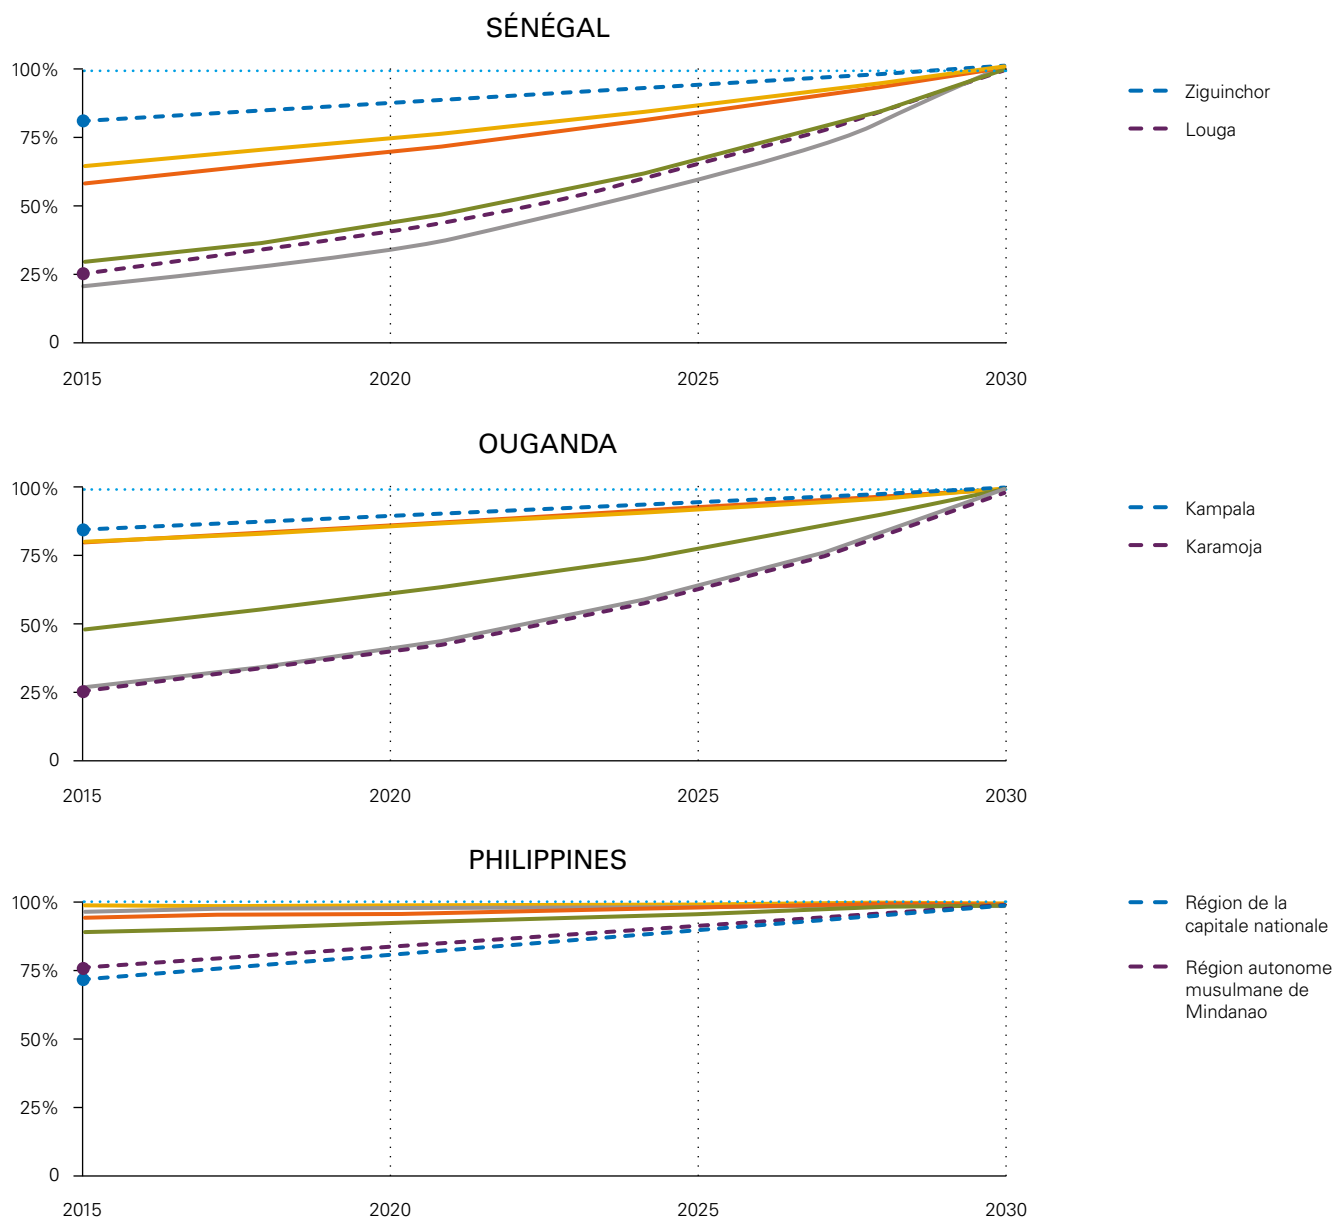 SÉNÉGAL
100%
75%
50%
25%
0
2015
2020
2025
2030
Ziguinchor
Louga
OUGANDA
100%
75%
50%
25%
0
2015
2020
2025
2030
Kampala
Karamoja
PHILIPPINES
100%
75%
50%
25%
0
2015
2020
2025
2030
Région de la
capitale nationale
Région autonome
musulmane de
Mindanao